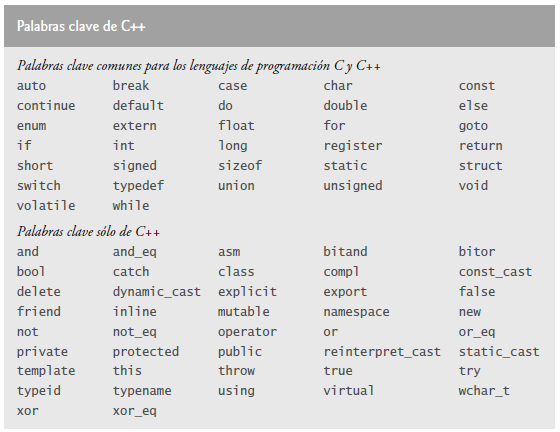 Palabras clave de C++
Palabras clave comunes para los lenguajes de programación C y C++
auto break case char const
continue default do double else
enum extern float for goto
if int long register return
short signed sizeof static struct
switch typedef union unsigned void
volatile while
Palabras clave sólo de C++
and and_eq asm bitand bitor
bool catch class compl const_cast
delete dynamic_cast explicit export false
friend inline mutable namespace new
not not_eq operator or or_eq
private protected public reinterpret_cast static_cast
template this throw true try
typeid typename using virtual wchar_t
xor xor_eq